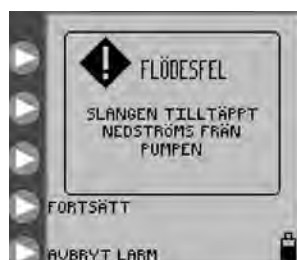 FLÖDESFEL
SLANGEN TILLTÄPPT
NEDSTRÖMS FRÅN
PUMPEN
FORTSÄTT
AVBRYT LARM